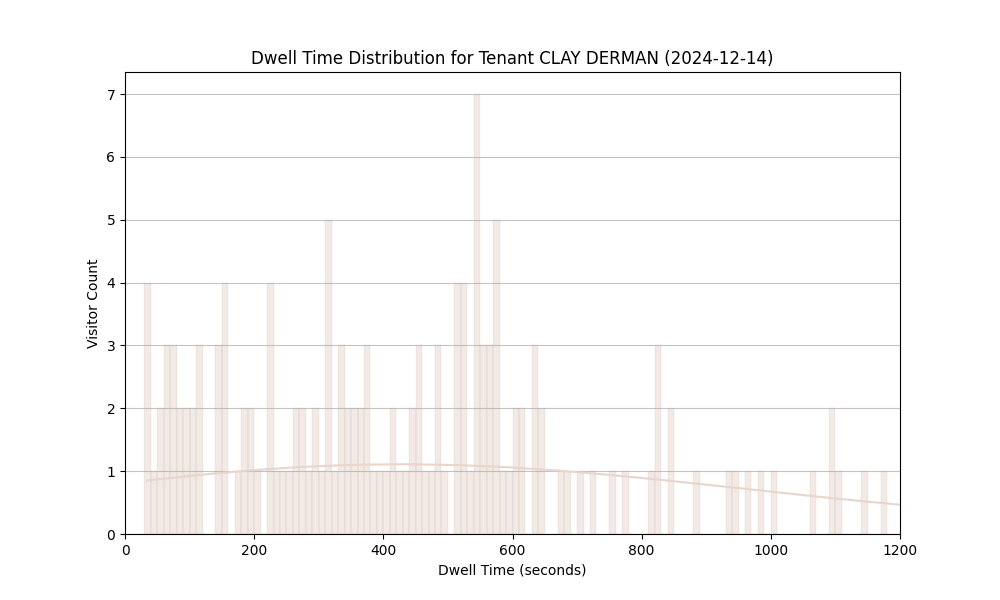 Dwell Time Distribution for Tenant CLAY DERMAN (2024-12-14)
7
6
5
4
3
2
1
0
Visitor Count
0 200 400 600 800 1000 1200
Dwell Time (seconds)